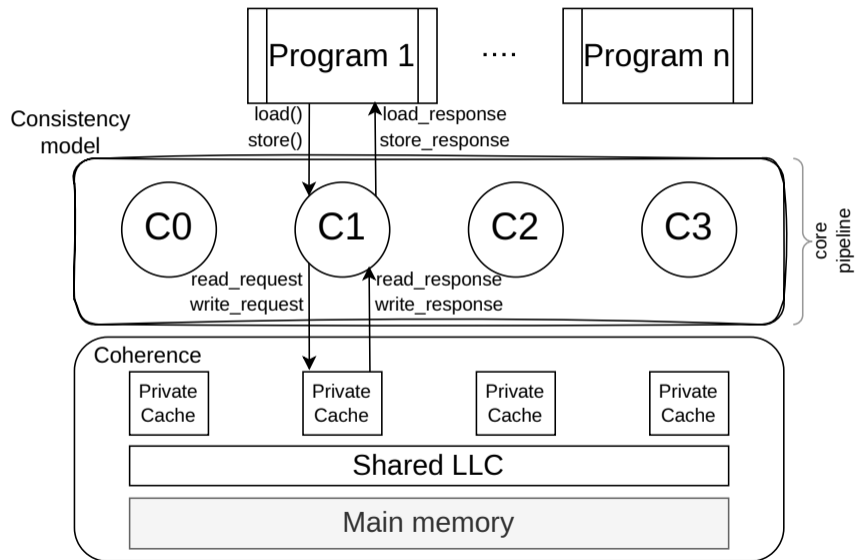 Program 1
....
Program n
load()
load_response
store()
store_response
Consistency
model
C0
C1
C2
C3
core
pipeline
read_request
read_response
write_request
write_response
Coherence
Private
Cache
Private
Cache
Private
Cache
Private
Cache
Shared LLC
Main memory